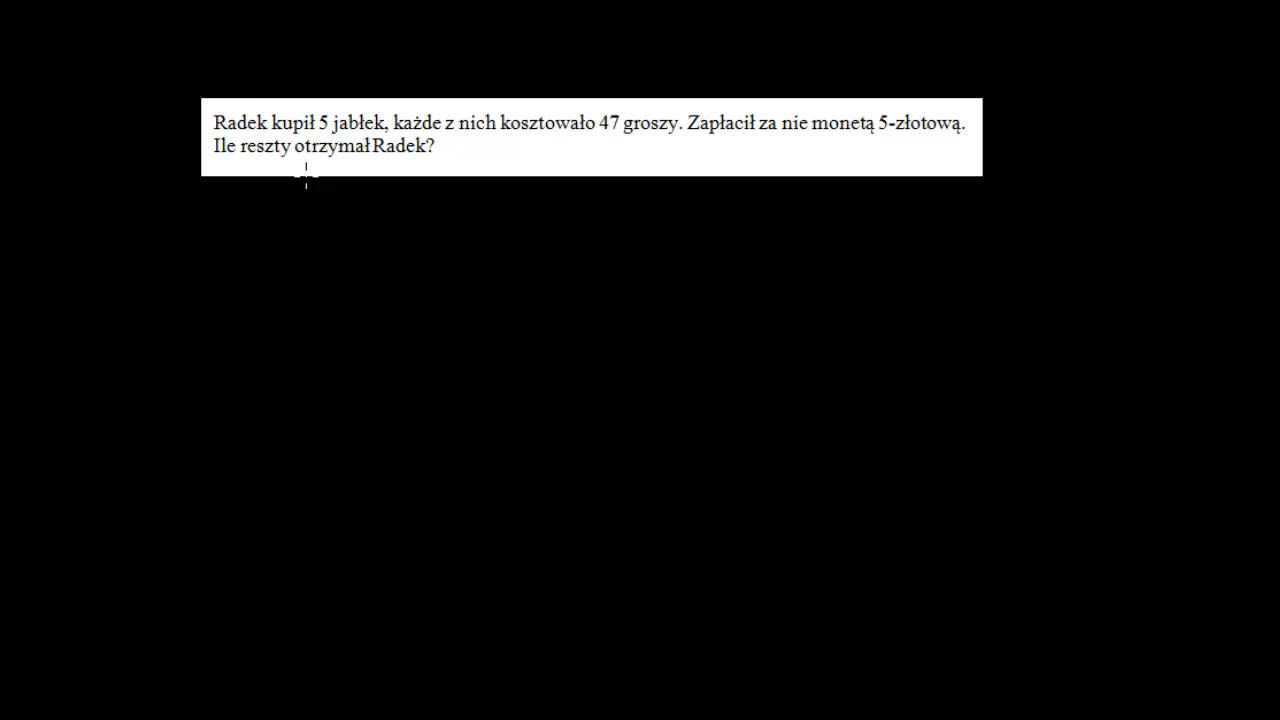 Radek kupił 5 jabłek, każde z nich kosztowało 47 groszy. Zapłacił za nie monetą 5-złotową.
Ile reszty otrzymał Radek?